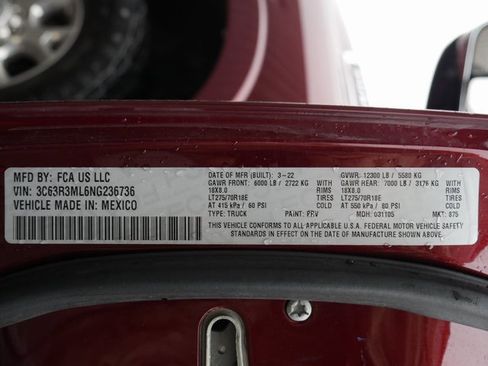 MFD BY: FCA US LLC
VIN: 3C63R3ML6NG236736
VEHICLE MADE IN: MEXICO
DATE OF MFR (BUILT): 3-22 GVWR: 12300 LB / 5580 KG
GAWR FRONT: 6000 LB / 2722 KG WITH GAWR REAR: 7000 LB / 3176 KG WITH
18X8.0 RIMS 18X8.0 RIMS
LT275/70R18E TIRES LT275/70R18E TIRES
AT 415 kPa / 60 PSI COLD AT 550 kPa / 80 PSI COLD
TYPE: TRUCK PAINT: PRV MDH: 031105 MKT: 875
THIS VEHICLE CONFORMS TO ALL APPLICABLE U.S.A. FEDERAL MOTOR VEHICLE SAFETY
STANDARDS IN EFFECT ON THE DATE OF MANUFACTURE SHOWN ABOVE.